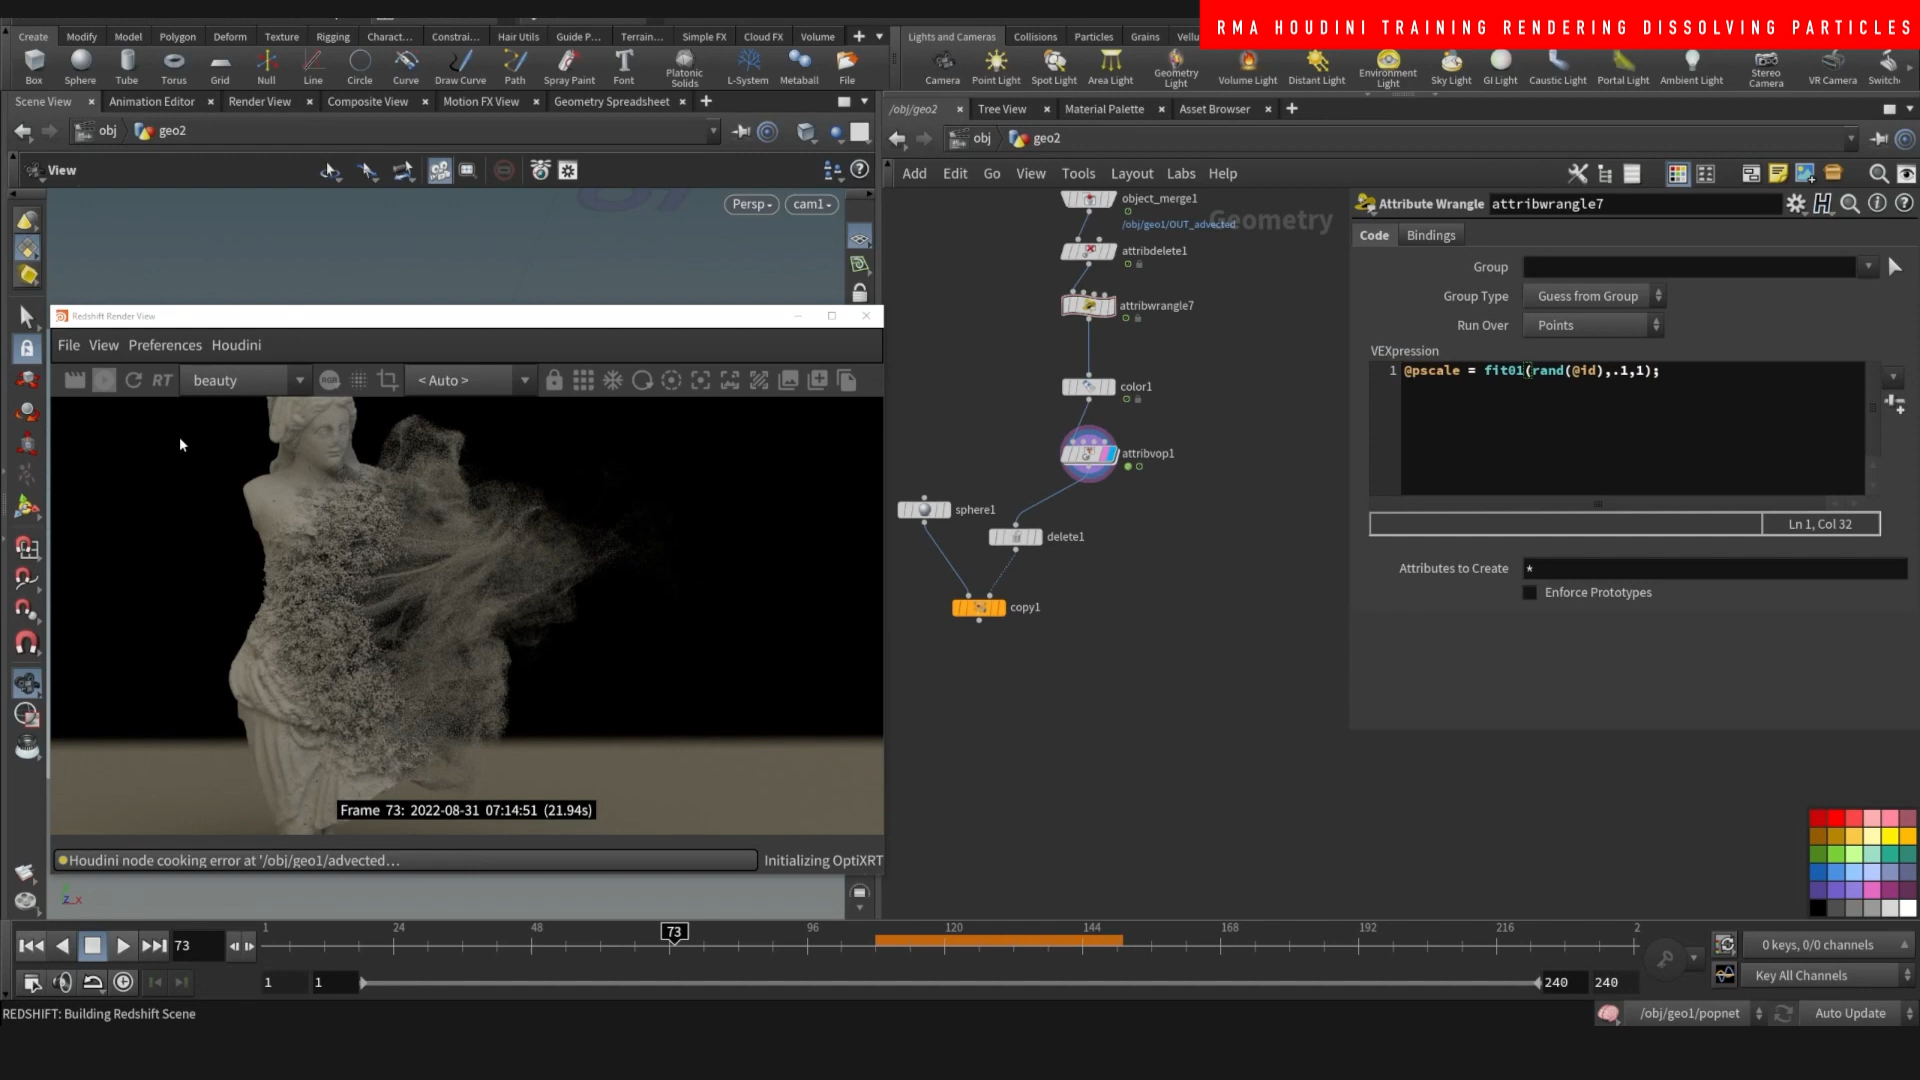 RMA HOUDINI TRAINING RENDERING DISSOLVING PARTICLES
Create Modify Model Polygon Deform Texture Rigging Charact... Constrai... Hair Utils Guide P... Terrain... Simple FX Cloud FX Volume
Lights and Cameras Collisions Particles Grains Vellu
Box Sphere Tube Torus Grid Null Line Circle Curve Draw Curve Path Spray Paint Font Platonic Solids L-System Metaball File
Camera Point Light Spot Light Area Light Geometry Light Volume Light Distant Light Environment Light Sky Light GI Light Caustic Light Portal Light Ambient Light Stereo Camera VR Camera Switch
Scene View Animation Editor Render View Composite View Motion FX View Geometry Spreadsheet
/obj/geo2 Tree View Material Palette Asset Browser
obj geo2
obj geo2
View
Add Edit Go View Tools Layout Labs Help
Persp cam1
Geometry
object_merge1
/obj/geo1/OUT_advected
attribdelete1
attribwrangle7
color1
attribvop1
sphere1
delete1
copy1
Attribute Wrangle attribwrangle7
Code Bindings
Group
Group Type Guess from Group
Run Over Points
VEXpression
1 @pscale = fit01(rand(@id),.1,1);
Ln 1, Col 32
Attributes to Create *
Enforce Prototypes
Redshift Render View
File View Preferences Houdini
RT beauty RGB < Auto >
Frame 73: 2022-08-31 07:14:51 (21.94s)
Houdini node cooking error at '/obj/geo1/advected... Initializing OptiXRT
Z X
1 24 48 73 96 120 144 168 192 216 2
73
0 keys, 0/0 channels
1 1 240 240
Key All Channels
REDSHIFT: Building Redshift Scene
/obj/geo1/popnet Auto Update